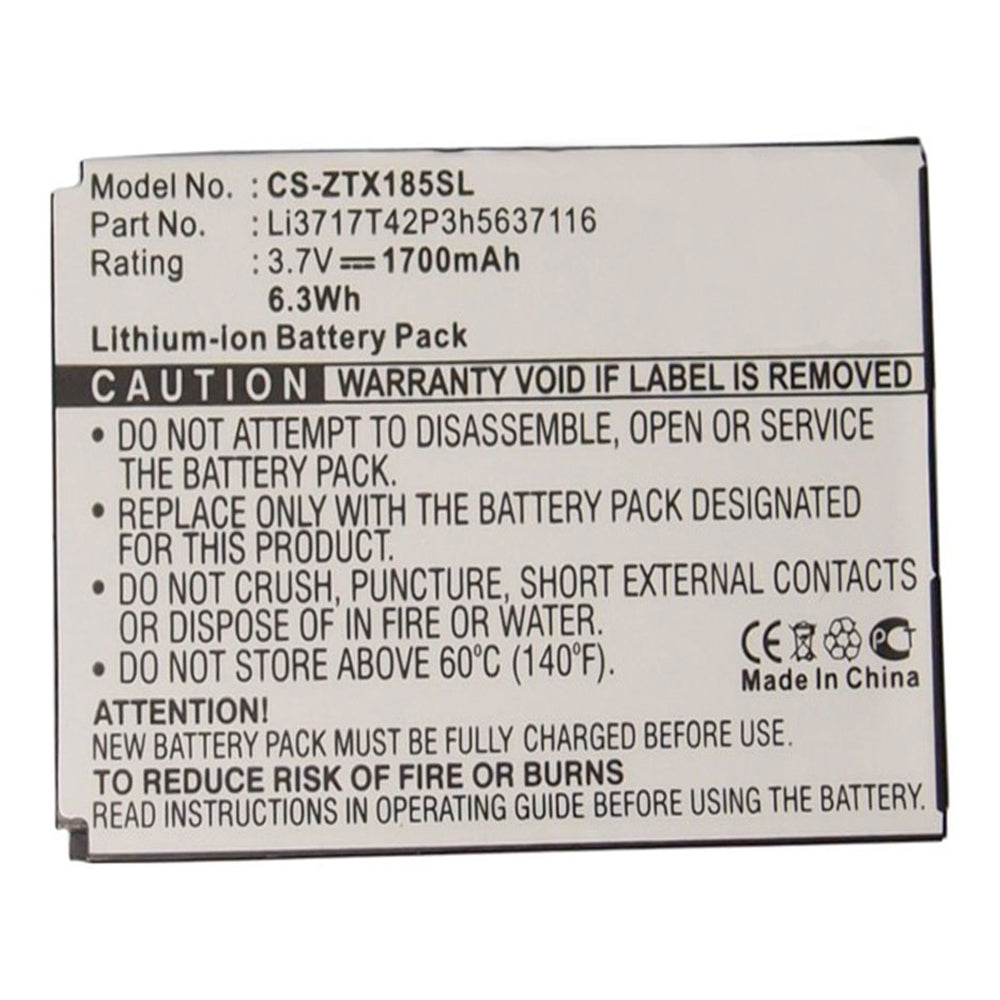 Model No. : CS-ZTX185SL
Part No. : Li3717T42P3h5637116
Rating : 3.7V 1700mAh
6.3Wh
Lithium-ion Battery Pack
CAUTION WARRANTY VOID IF LABEL IS REMOVED
• DO NOT ATTEMPT TO DISASSEMBLE, OPEN OR SERVICE
THE BATTERY PACK.
• REPLACE ONLY WITH THE BATTERY PACK DESIGNATED
FOR THIS PRODUCT.
• DO NOT CRUSH, PUNCTURE, SHORT EXTERNAL CONTACTS
OR DISPOSE OF IN FIRE OR WATER.
• DO NOT STORE ABOVE 60°C (140°F).
CE PCT
Made In China
ATTENTION!
NEW BATTERY PACK MUST BE FULLY CHARGED BEFORE USE.
TO REDUCE RISK OF FIRE OR BURNS
READ INSTRUCTIONS IN OPERATING GUIDE BEFORE USING THE BATTERY.